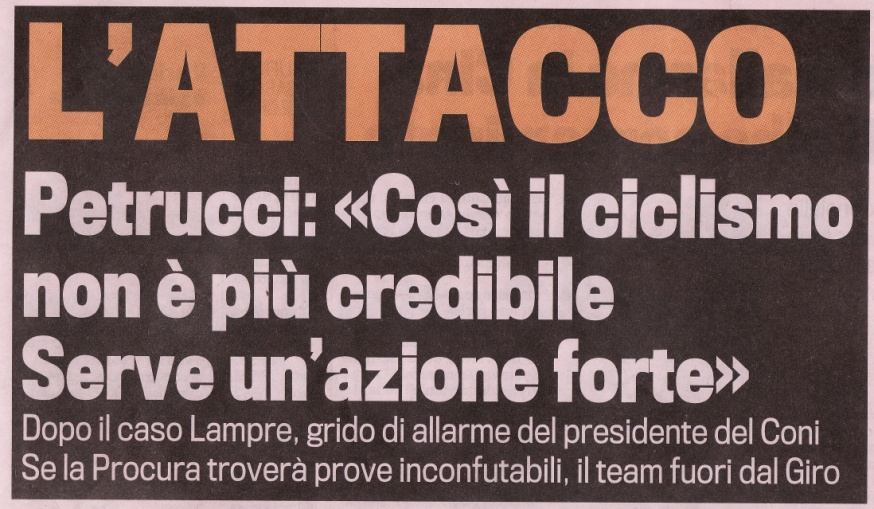 L'ATTACCO
Petrucci: «Così il ciclismo
non è più credibile
Serve un'azione forte»
Dopo il caso Lampre, grido di allarme del presidente del Coni
Se la Procura troverà prove inconfutabili, il team fuori dal Giro